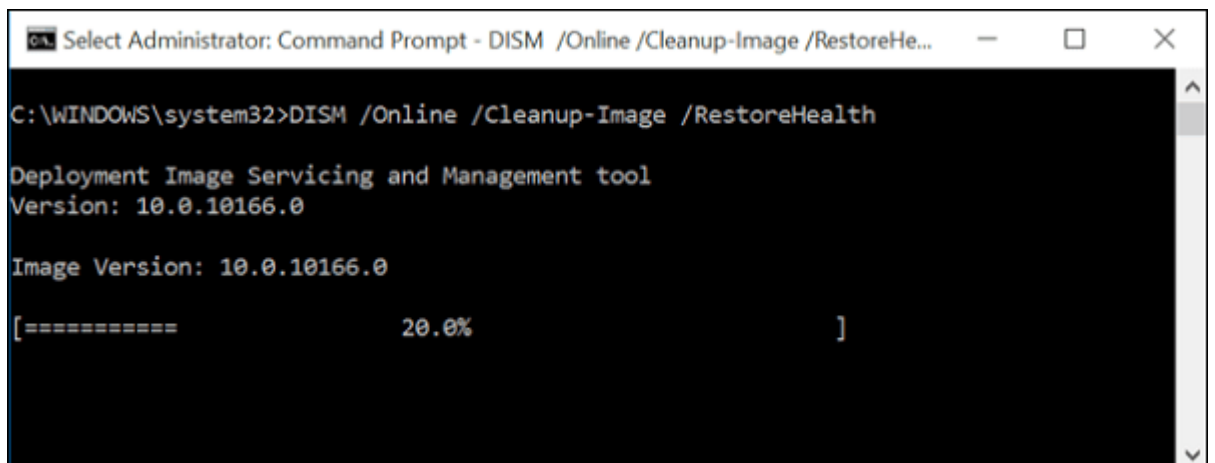 Select Administrator: Command Prompt - DISM /Online /Cleanup-Image /RestoreHe...
C:\WINDOWS\system32>DISM /Online /Cleanup-Image /RestoreHealth
Deployment Image Servicing and Management tool
Version: 10.0.10166.0
Image Version: 10.0.10166.0
[=========== 20.0% ]